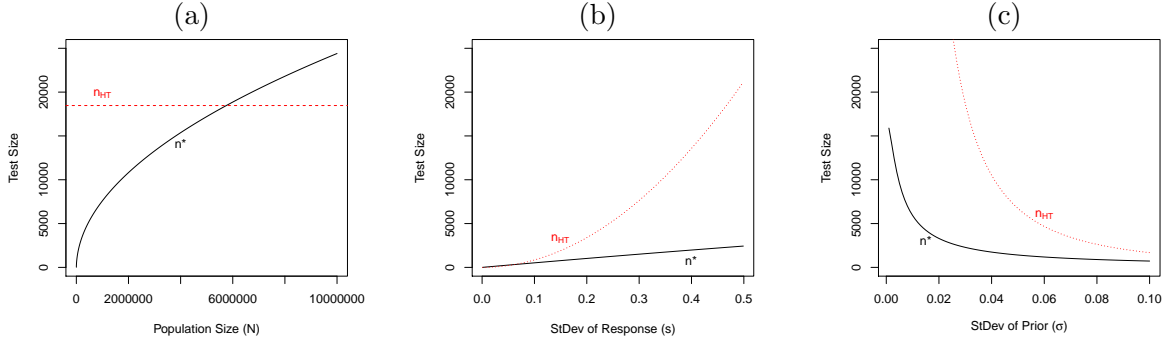 (a)
Test Size
0
5000
10000
20000
n_HT
n*
0
2000000
6000000
10000000
Population Size (N)
(b)
Test Size
0
5000
10000
20000
n_HT
n*
0.0
0.1
0.2
0.3
0.4
0.5
StDev of Response (s)
(c)
Test Size
0
5000
10000
20000
n_HT
n*
0.00
0.02
0.04
0.06
0.08
0.10
StDev of Prior (σ)